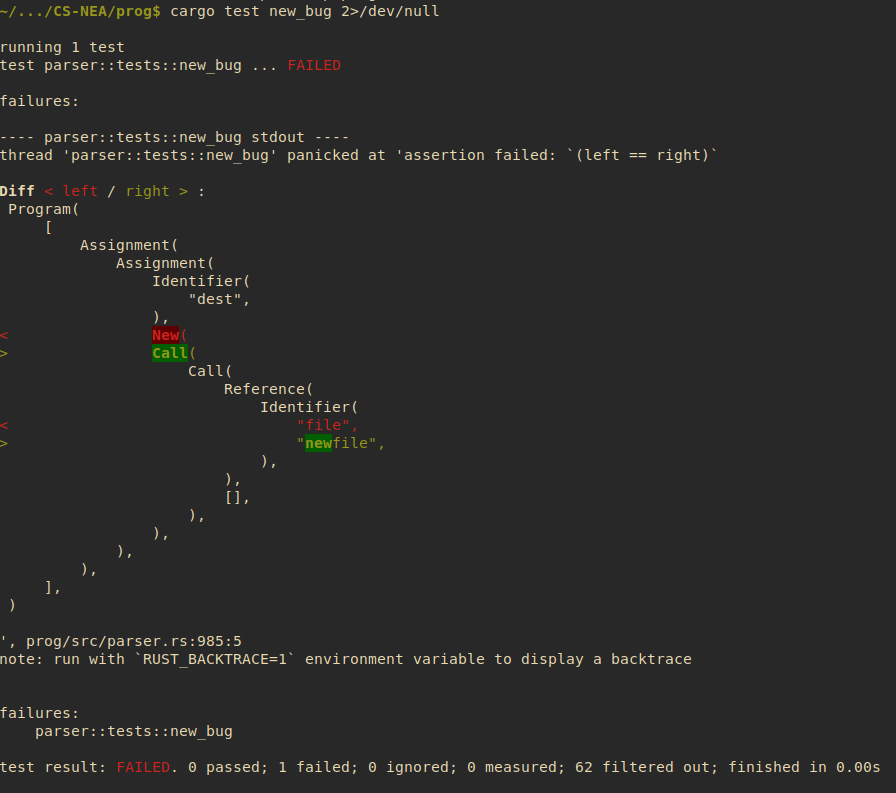 ~/.../CS-NEA/prog$ cargo test new_bug 2>/dev/null
running 1 test
test parser::tests::new_bug ... FAILED
failures:
---- parser::tests::new_bug stdout ----
thread 'parser::tests::new_bug' panicked at 'assertion failed: `(left == right)`
Diff < left / right > :
 Program(
     [
         Assignment(
             Assignment(
                 Identifier(
                     "dest",
                 ),
<                New(
>                Call(
                     Call(
                         Reference(
                             Identifier(
<                                "file",
>                                "newfile",
                             ),
                         ),
                         [],
                     ),
                 ),
             ),
         ),
     ],
 )
', prog/src/parser.rs:985:5
note: run with `RUST_BACKTRACE=1` environment variable to display a backtrace
failures:
    parser::tests::new_bug
test result: FAILED. 0 passed; 1 failed; 0 ignored; 0 measured; 62 filtered out; finished in 0.00s